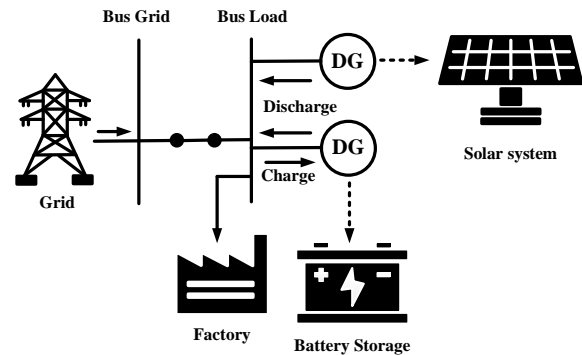 Bus Grid
Bus Load
DG
Discharge
DG
Charge
Solar system
Grid
Factory
Battery Storage